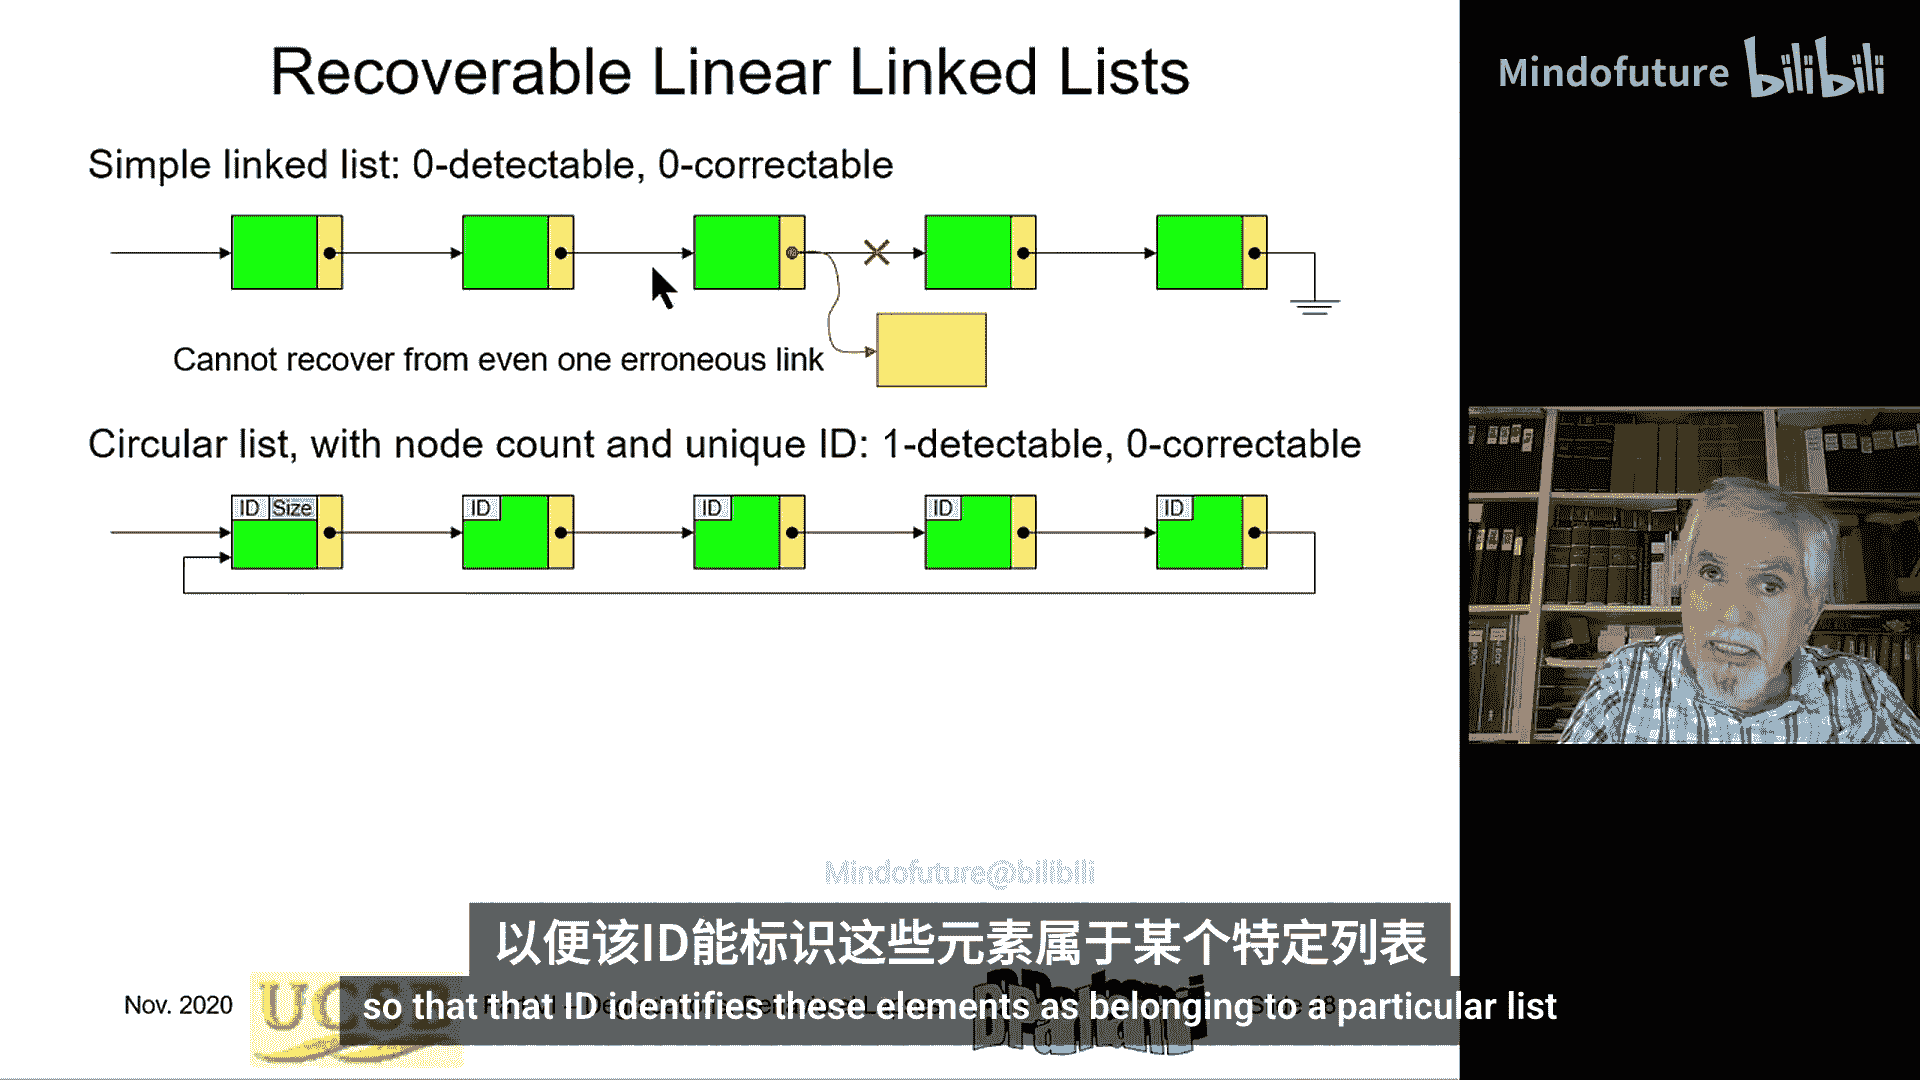 Recoverable Linear Linked Lists
Mindofuture bilibili
Simple linked list: 0-detectable, 0-correctable
Cannot recover from even one erroneous link
Circular list, with node count and unique ID: 1-detectable, 0-correctable
ID Size ID ID ID ID
Mindofuture@bilibili
以便该ID能标识这些元素属于某个特定列表
so that that ID identifies these elements as belonging to a particular list
Nov. 2020 UCSB